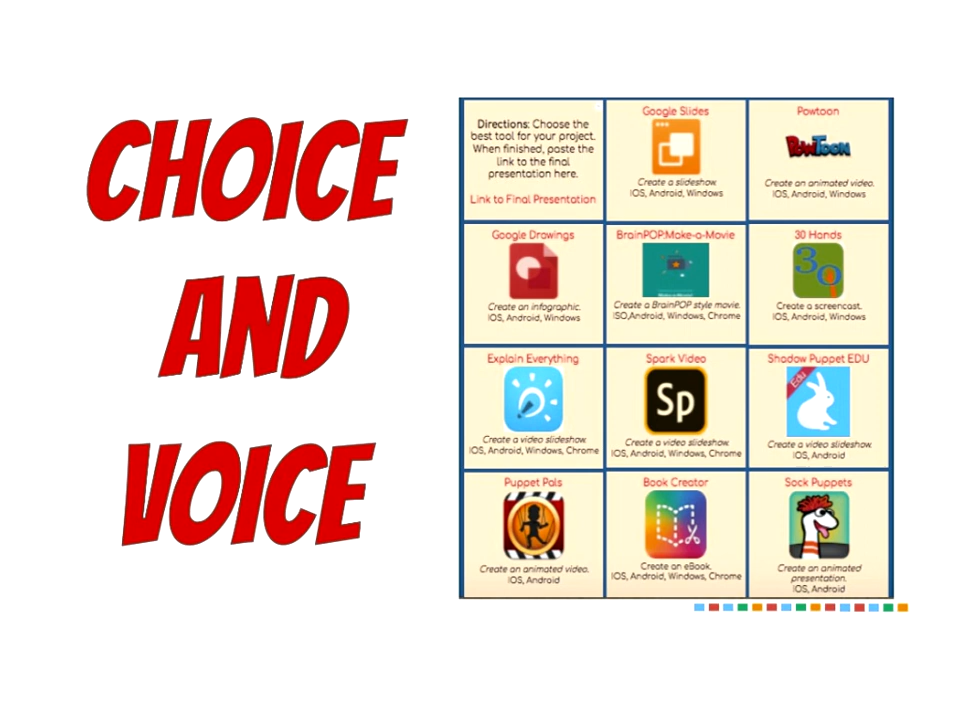 CHOICE
AND
VOICE
Directions: Choose the
best tool for your project.
When finished, paste the
link to the final
presentation here.
Link to Final Presentation
Google Slides
Create a slideshow.
IOS, Android, Windows
Powtoon
POWTOON
Create an animated video.
IOS, Android, Windows
Google Drawings
Create an infographic.
IOS, Android, Windows
BrainPOP:Make-a-Movie
Create a BrainPOP style movie.
ISO,Android, Windows, Chrome
30 Hands
30
Create a screencast.
IOS, Android, Windows
Explain Everything
Create a video slideshow.
IOS, Android, Windows, Chrome
Spark Video
Sp
Create a video slideshow.
IOS, Android, Windows, Chrome
Shadow Puppet EDU
Edu
Create a video slideshow.
IOS, Android
Puppet Pals
Create an animated video.
IOS, Android
Book Creator
Create an eBook.
IOS, Android, Windows, Chrome
Sock Puppets
Create an animated
presentation.
IOS, Android